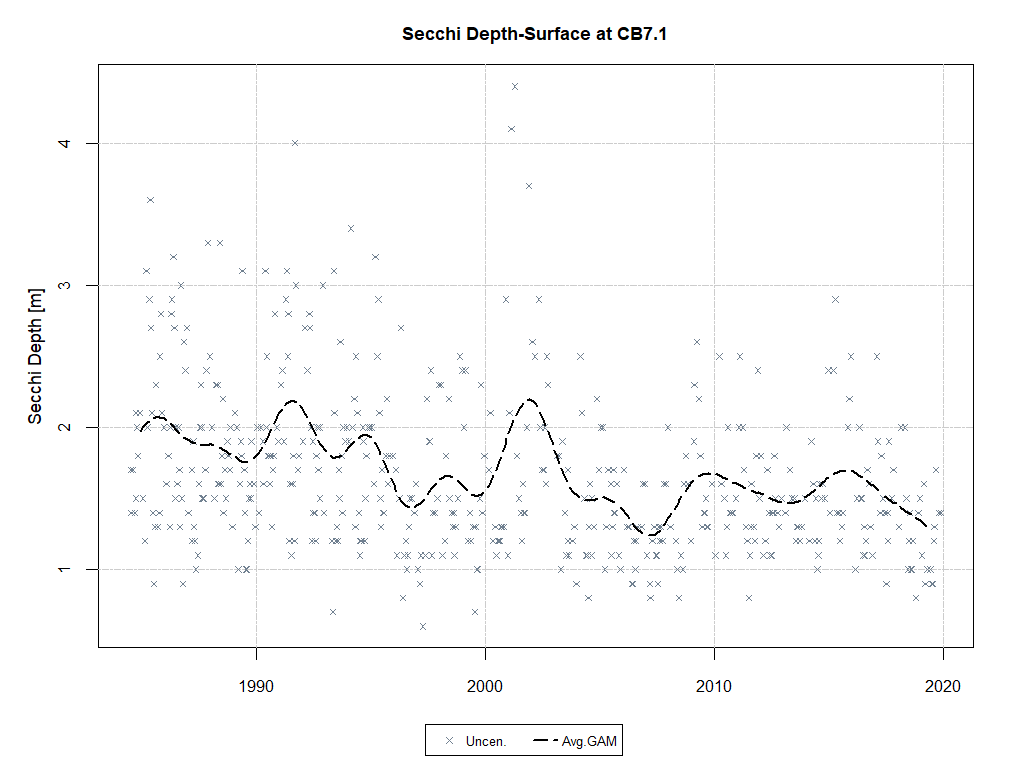 Secchi Depth-Surface at CB7.1
Secchi Depth [m]
4
3
2
1
1990 2000 2010 2020
Uncen. Avg.GAM